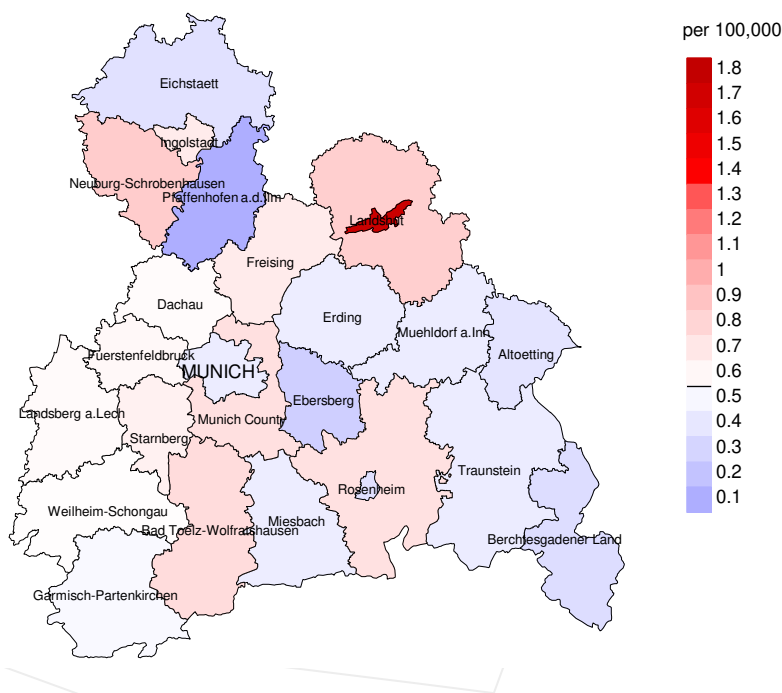 per 100,000
1.8
1.7
1.6
1.5
1.4
1.3
1.2
1.1
1
0.9
0.8
0.7
0.6
0.5
0.4
0.3
0.2
0.1
Eichstaett
Ingolstadt
Neuburg-Schrobenhausen
Pfaffenhofen a.d.Ilm
Landshut
Freising
Dachau
Erding
Muehldorf a.Inn
Altoetting
Fuerstenfeldbruck
MUNICH
Ebersberg
Landsberg a.Lech
Munich County
Starnberg
Traunstein
Rosenheim
Weilheim-Schongau
Miesbach
Bad Toelz-Wolfratshausen
Berchtesgadener Land
Garmisch-Partenkirchen